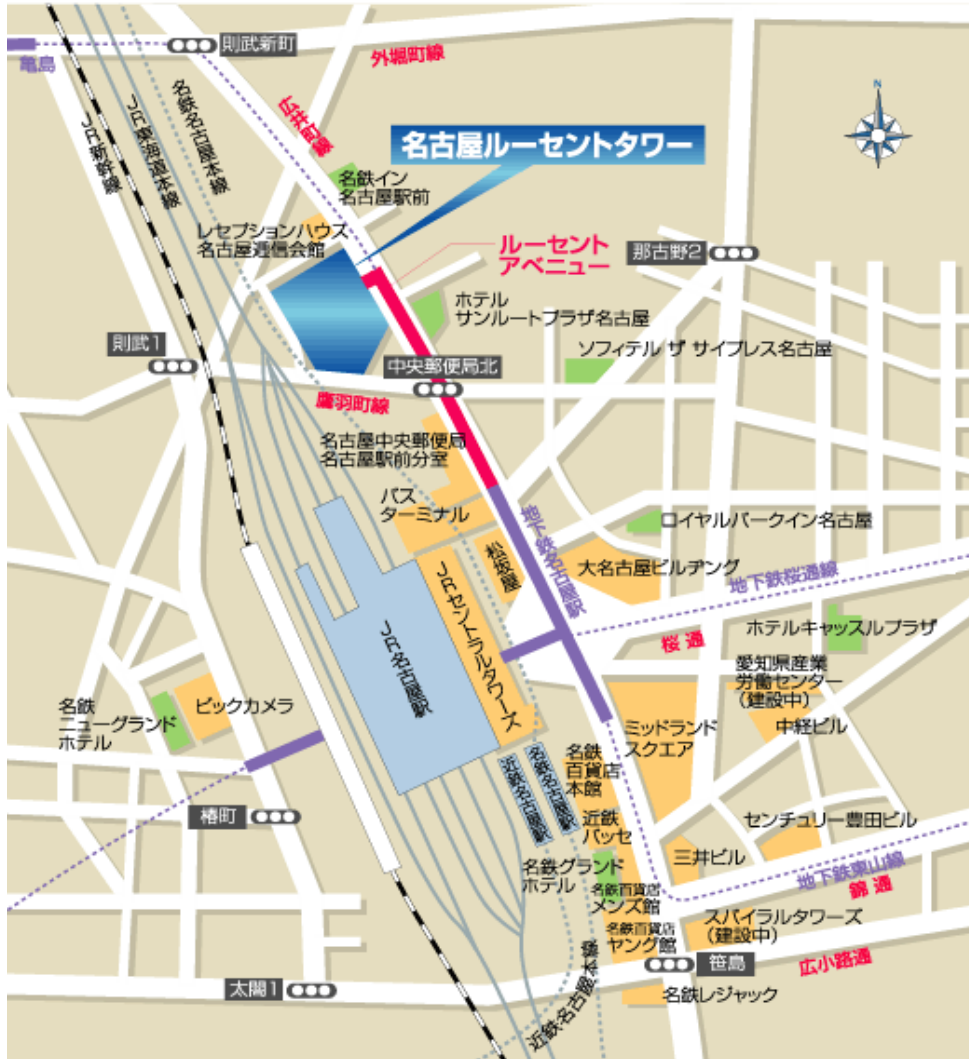 則武新町
外堀町線
亀島
広井町線
名鉄名古屋本線
JR東海道本線
JR新幹線
名古屋ルーセントタワー
名鉄イン
名古屋駅前
N
レセプションハウス
名古屋逓信会館
ルーセント
アベニュー
那古野2
ホテル
サンルートプラザ名古屋
則武1
中央郵便局北
ソフィテル ザ サイプレス名古屋
鷹羽町線
名古屋中央郵便局
名古屋駅前分室
バス
ターミナル
地下鉄名古屋駅
ロイヤルパークイン名古屋
松坂屋
大名古屋ビルヂング
地下鉄桜通線
JRセントラルタワーズ
JR名古屋駅
桜通
ホテルキャッスルプラザ
愛知県産業
労働センター
(建設中)
中経ビル
名鉄
ニューグランド
ホテル
ビックカメラ
ミッドランド
スクエア
名鉄
百貨店
本館
名鉄名古屋駅
近鉄名古屋駅
椿町
近鉄
パッセ
センチュリー豊田ビル
三井ビル
名鉄グランド
ホテル
地下鉄東山線
錦通
名鉄百貨店
メンズ館
スパイラルタワーズ
(建設中)
名鉄百貨店
ヤング館
笹島
広小路通
太閤1
名鉄レジャック
近鉄名古屋本線